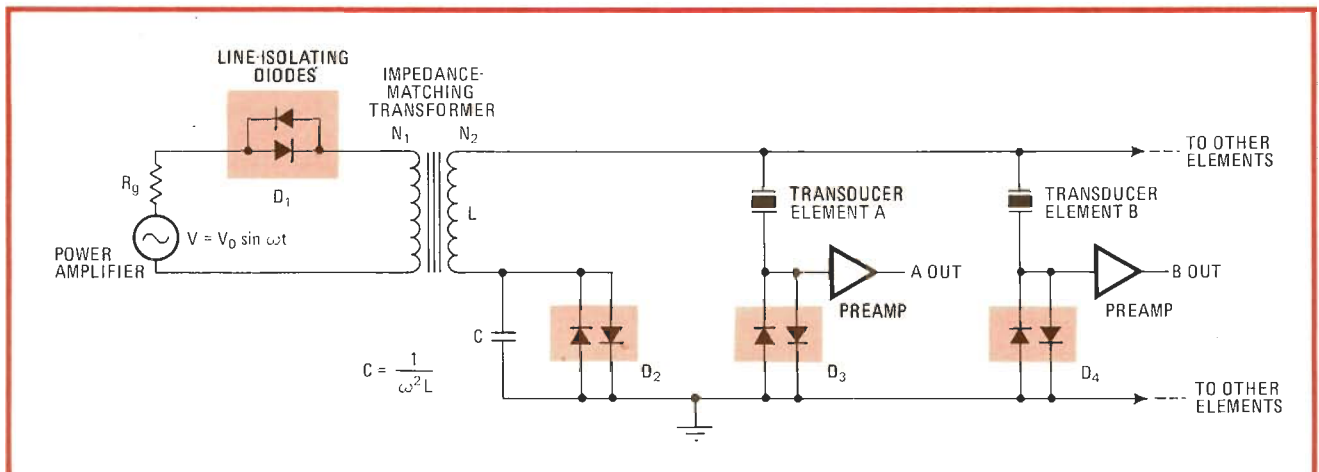 LINE-ISOLATING
DIODES
IMPEDANCE-
MATCHING
TRANSFORMER
N₁
N₂
TO OTHER
ELEMENTS
Rg
D₁
L
TRANSDUCER
ELEMENT A
TRANSDUCER
ELEMENT B
POWER
AMPLIFIER
V = V₀ sin ωt
A OUT
B OUT
PREAMP
PREAMP
C
C = 1/ω²L
D₂
D₃
D₄
TO OTHER
ELEMENTS